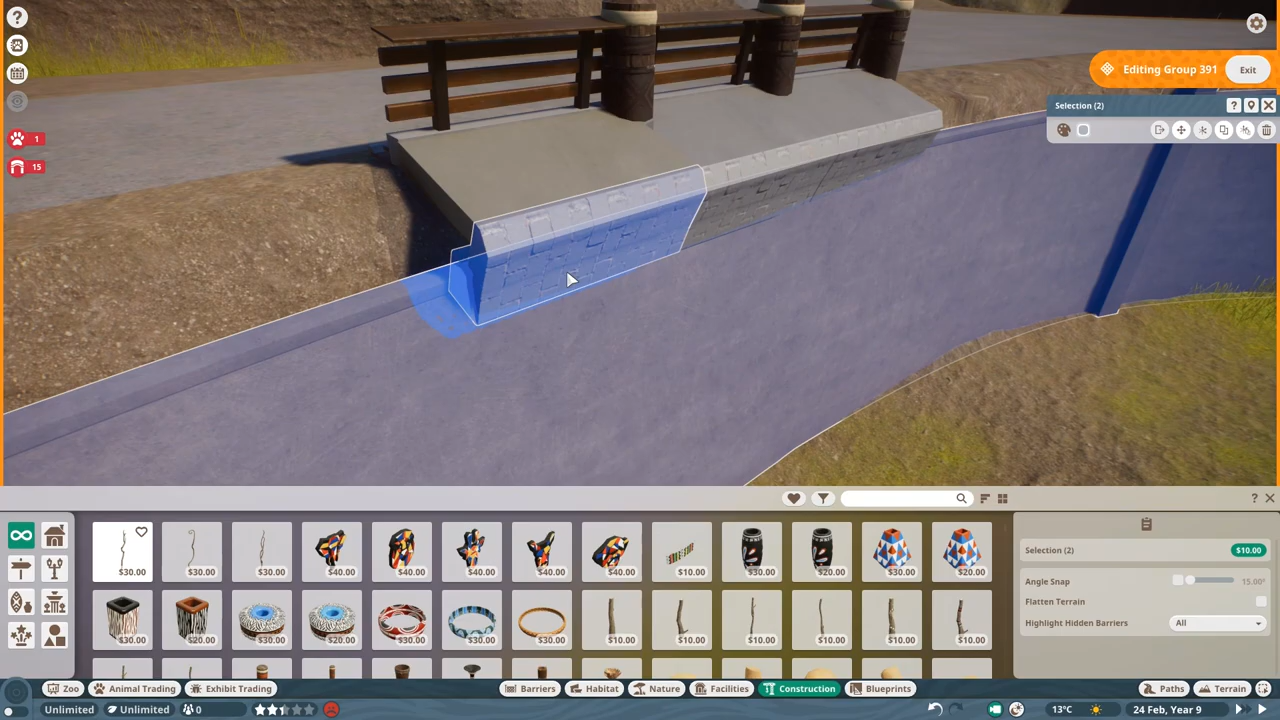 ?
Editing Group 391
Exit
Selection (2)
?
1
15
?
Selection (2)
$10.00
Angle Snap
15.00°
Flatten Terrain
Highlight Hidden Barriers
All
$30.00 $30.00 $30.00 $40.00 $40.00 $40.00 $40.00 $40.00 $10.00 $30.00 $20.00 $30.00 $20.00
$30.00 $20.00 $30.00 $20.00 $30.00 $30.00 $30.00 $10.00 $10.00 $10.00 $10.00 $10.00 $10.00
Zoo Animal Trading Exhibit Trading Barriers Habitat Nature Facilities Construction Blueprints Paths Terrain
Unlimited Unlimited 0 13°C 24 Feb, Year 9